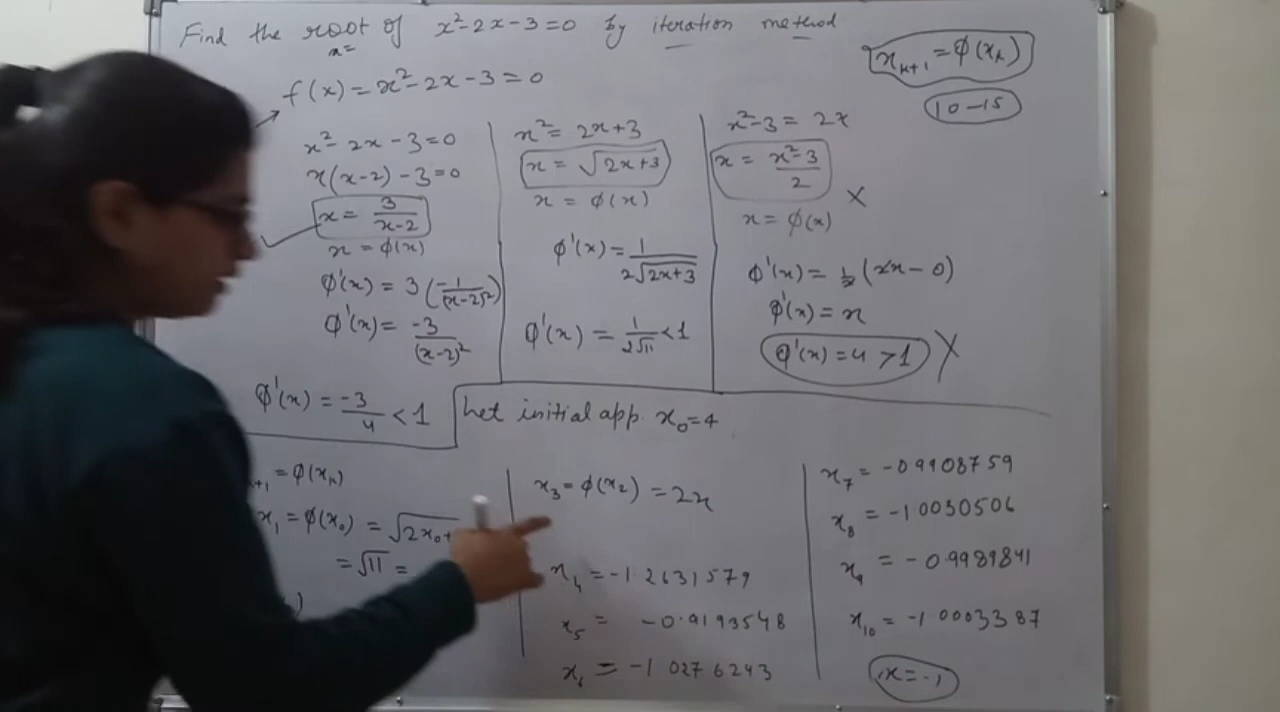 Find the root of x²-2x-3=0 by iteration method
x=
x_{k+1} = φ(x_k)
10-15
f(x) = x²-2x-3=0
x²-2x-3=0
x(x-2)-3=0
x = 3/(x-2)
x = φ(x)
φ'(x) = 3(-1/(x-2)²)
φ'(x) = -3/(x-2)²
φ'(x) = -3/4 < 1
x² = 2x+3
x = √(2x+3)
x = φ(x)
φ'(x) = 1/(2√(2x+3))
φ'(x) = 1/(2√11) < 1
x²-3 = 2x
x = (x²-3)/2 X
x = φ(x)
φ'(x) = 1/2 (2x-0)
φ'(x) = x
φ'(x) = 4 > 1 X
Let initial app. x₀=4
+1 = φ(x_k)
x₁ = φ(x₀) = √2x₀+
= √11 =
x₃ = φ(x₂) = 2x
x₄ = -1.2631579
x₅ = -0.9193548
x₆ = -1.0276243
x₇ = -0.9908759
x₈ = -1.0030506
x₉ = -0.9989841
x₁₀ = -1.0003387
x = -1